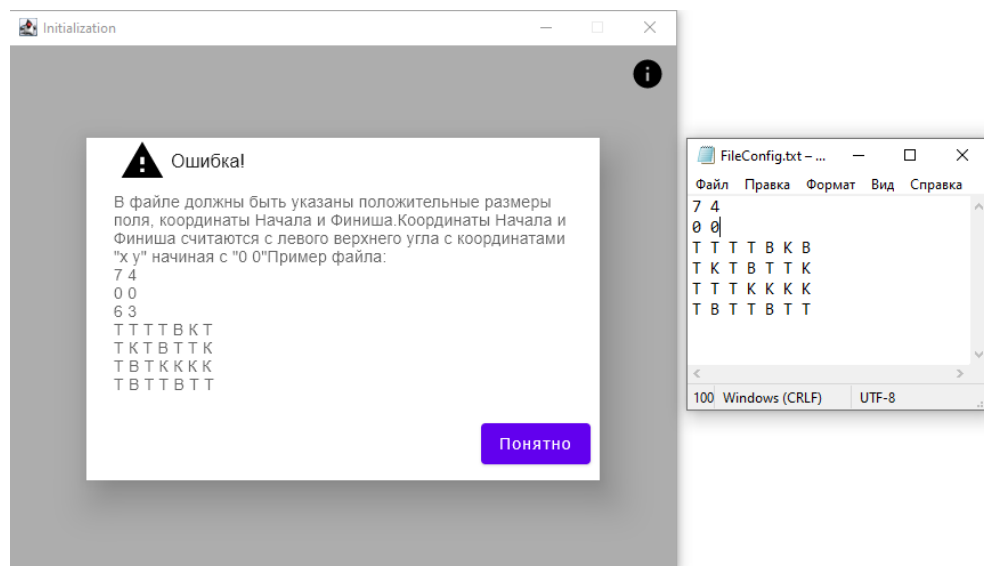 Initialization
Ошибка!
В файле должны быть указаны положительные размеры
поля, координаты Начала и Финиша.Координаты Начала и
Финиша считаются с левого верхнего угла с координатами
"x y" начиная с "0 0"Пример файла:
7 4
0 0
6 3
T T T T B K T
T K T B T T K
T B T K K K K
T B T T B T T
Понятно
FileConfig.txt – ...
Файл Правка Формат Вид Справка
7 4
0 0
T T T T B K B
T K T B T T K
T T T K K K K
T B T T B T T
100 Windows (CRLF) UTF-8